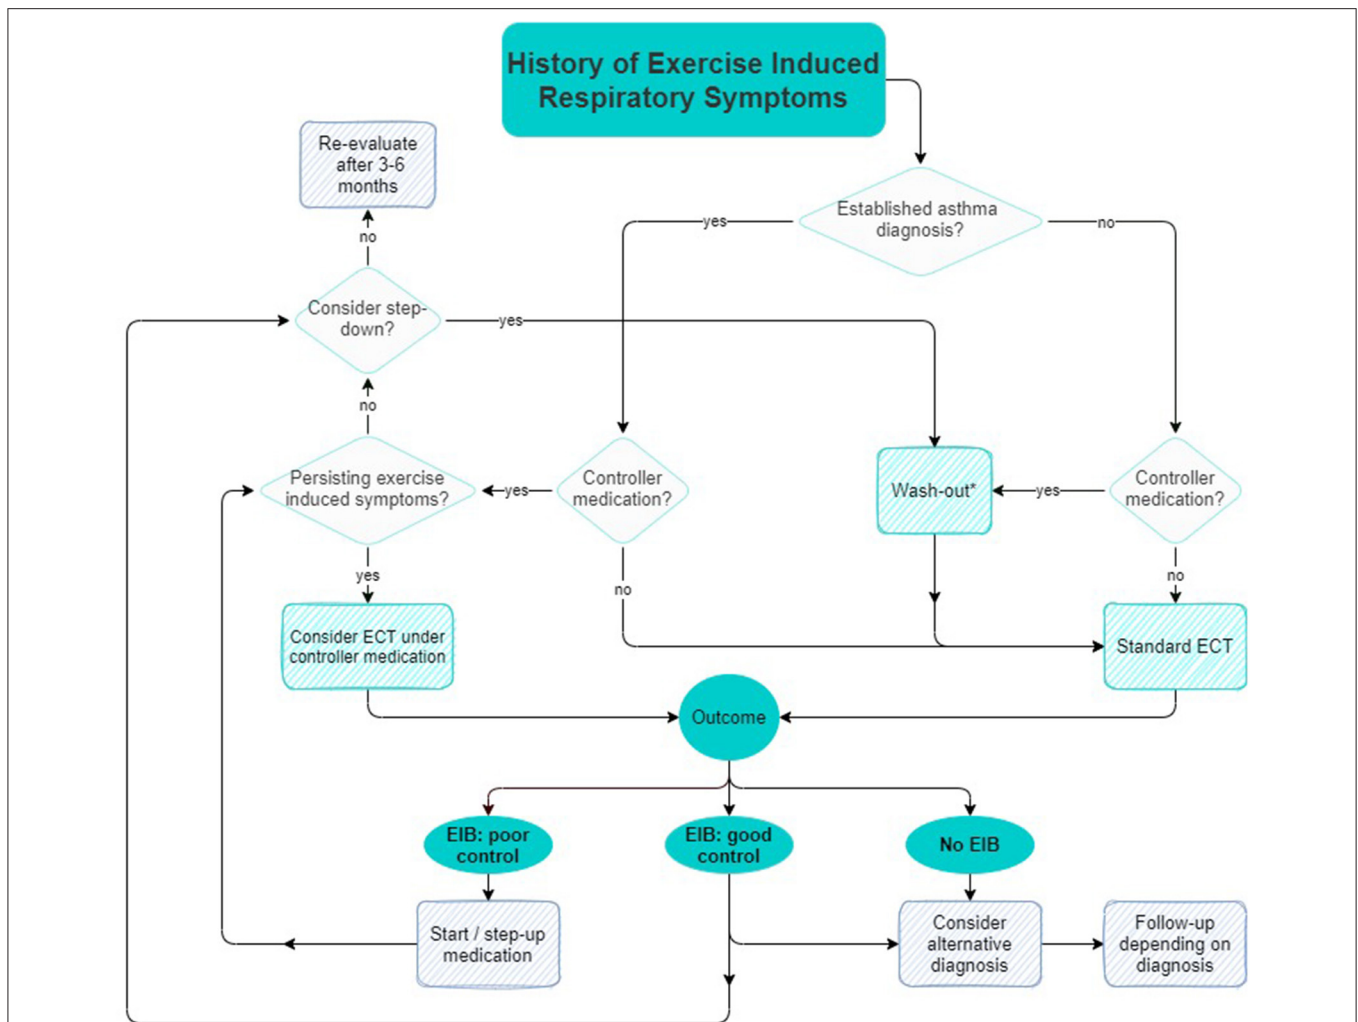 History of Exercise Induced
Respiratory Symptoms
Re-evaluate
after 3-6
months
Established asthma
diagnosis?
yes
no
no
Consider step-
down?
yes
no
Persisting exercise
induced symptoms?
yes
Controller
medication?
Wash-out*
yes
Controller
medication?
yes
no
no
Consider ECT under
controller medication
Standard ECT
Outcome
EIB: poor
control
EIB: good
control
No EIB
Start / step-up
medication
Consider
alternative
diagnosis
Follow-up
depending on
diagnosis